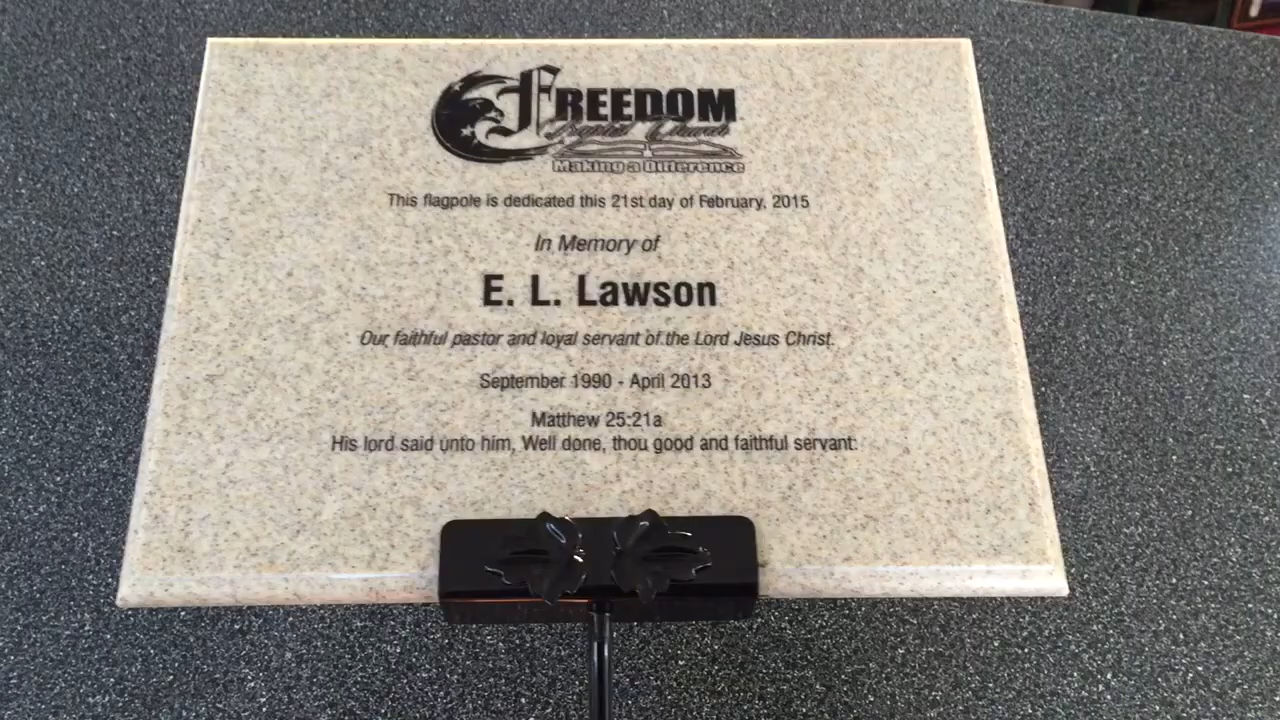 FREEDOM
Baptist Church
Making a Difference
This flagpole is dedicated this 21st day of February, 2015
In Memory of
E. L. Lawson
Our faithful pastor and loyal servant of the Lord Jesus Christ.
September 1990 - April 2013
Matthew 25:21a
His lord said unto him, Well done, thou good and faithful servant: